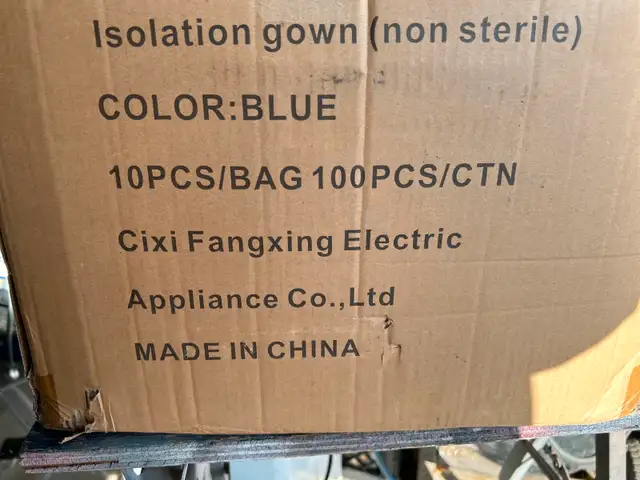 Isolation gown (non sterile)
COLOR:BLUE
10PCS/BAG 100PCS/CTN
Cixi Fangxing Electric
Appliance Co.,Ltd
MADE IN CHINA